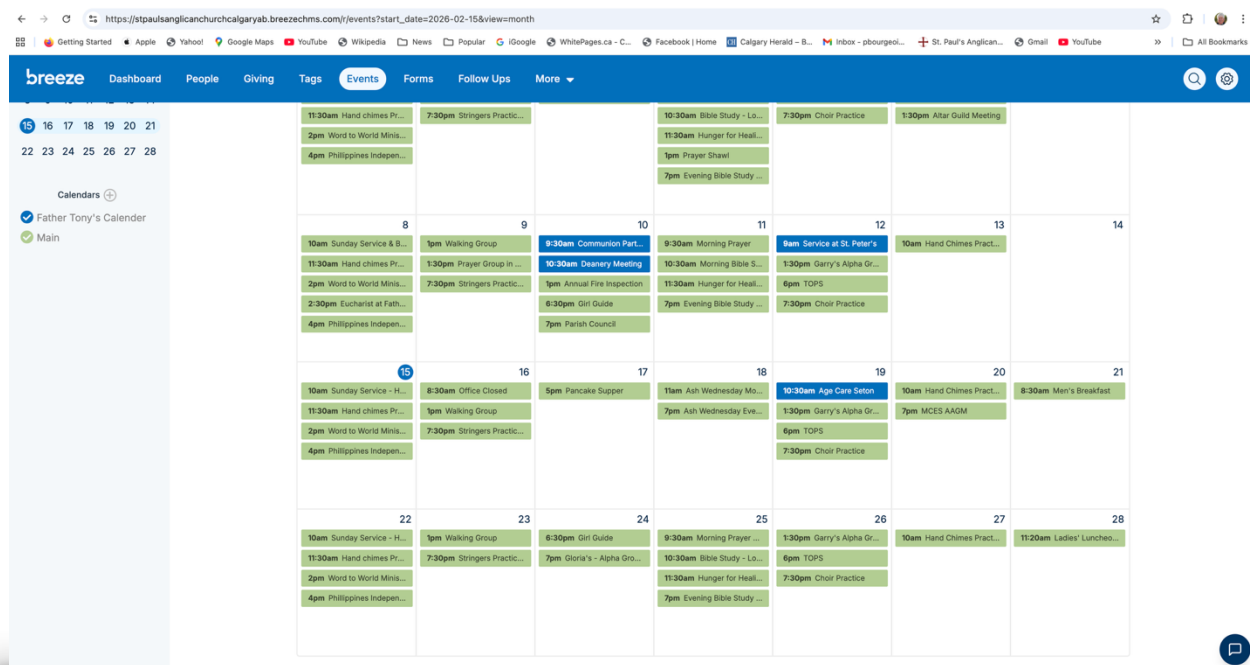 https://stpaulsanglicanchurchcalgaryab.breezechms.com/r/events?start_date=2026-02-15&view=month
Getting Started Apple Yahoo! Google Maps YouTube Wikipedia News Popular iGoogle WhitePages.ca - C... Facebook | Home Calgary Herald – B... Inbox - pbourgeoi... St. Paul's Anglican... Gmail YouTube » All Bookmarks
breeze Dashboard People Giving Tags Events Forms Follow Ups More
15 16 17 18 19 20 21
22 23 24 25 26 27 28
Calendars
Father Tony's Calender
Main
11:30am Hand chimes Pr... 7:30pm Stringers Practic... 10:30am Bible Study - Lo... 7:30pm Choir Practice 1:30pm Altar Guild Meeting
2pm Word to World Minis... 11:30am Hunger for Heali...
4pm Phillippines Indepen... 1pm Prayer Shawl
7pm Evening Bible Study ...
8 9 10 11 12 13 14
10am Sunday Service & B... 1pm Walking Group 9:30am Communion Part... 9:30am Morning Prayer 9am Service at St. Peter's 10am Hand Chimes Pract...
11:30am Hand chimes Pr... 1:30pm Prayer Group in ... 10:30am Deanery Meeting 10:30am Morning Bible S... 1:30pm Garry's Alpha Gr...
2pm Word to World Minis... 7:30pm Stringers Practic... 1pm Annual Fire Inspection 11:30am Hunger for Heali... 6pm TOPS
2:30pm Eucharist at Fath... 6:30pm Girl Guide 7pm Evening Bible Study ... 7:30pm Choir Practice
4pm Phillippines Indepen... 7pm Parish Council
15 16 17 18 19 20 21
10am Sunday Service - H... 8:30am Office Closed 5pm Pancake Supper 11am Ash Wednesday Mo... 10:30am Age Care Seton 10am Hand Chimes Pract... 8:30am Men's Breakfast
11:30am Hand chimes Pr... 1pm Walking Group 7pm Ash Wednesday Eve... 1:30pm Garry's Alpha Gr... 7pm MCES AAGM
2pm Word to World Minis... 7:30pm Stringers Practic... 6pm TOPS
4pm Phillippines Indepen... 7:30pm Choir Practice
22 23 24 25 26 27 28
10am Sunday Service - H... 1pm Walking Group 6:30pm Girl Guide 9:30am Morning Prayer ... 1:30pm Garry's Alpha Gr... 10am Hand Chimes Pract... 11:20am Ladies' Luncheo...
11:30am Hand chimes Pr... 7:30pm Stringers Practic... 7pm Gloria's - Alpha Gro... 10:30am Bible Study - Lo... 6pm TOPS
2pm Word to World Minis... 11:30am Hunger for Heali... 7:30pm Choir Practice
4pm Phillippines Indepen... 7pm Evening Bible Study ...